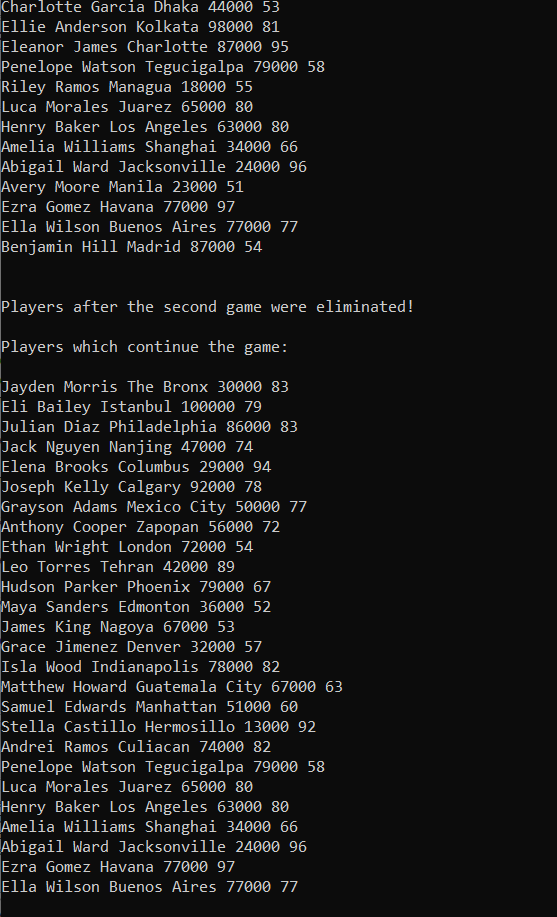 Charlotte Garcia Dhaka 44000 53
Ellie Anderson Kolkata 98000 81
Eleanor James Charlotte 87000 95
Penelope Watson Tegucigalpa 79000 58
Riley Ramos Managua 18000 55
Luca Morales Juarez 65000 80
Henry Baker Los Angeles 63000 80
Amelia Williams Shanghai 34000 66
Abigail Ward Jacksonville 24000 96
Avery Moore Manila 23000 51
Ezra Gomez Havana 77000 97
Ella Wilson Buenos Aires 77000 77
Benjamin Hill Madrid 87000 54
Players after the second game were eliminated!
Players which continue the game:
Jayden Morris The Bronx 30000 83
Eli Bailey Istanbul 100000 79
Julian Diaz Philadelphia 86000 83
Jack Nguyen Nanjing 47000 74
Elena Brooks Columbus 29000 94
Joseph Kelly Calgary 92000 78
Grayson Adams Mexico City 50000 77
Anthony Cooper Zapopan 56000 72
Ethan Wright London 72000 54
Leo Torres Tehran 42000 89
Hudson Parker Phoenix 79000 67
Maya Sanders Edmonton 36000 52
James King Nagoya 67000 53
Grace Jimenez Denver 32000 57
Isla Wood Indianapolis 78000 82
Matthew Howard Guatemala City 67000 63
Samuel Edwards Manhattan 51000 60
Stella Castillo Hermosillo 13000 92
Andrei Ramos Culiacan 74000 82
Penelope Watson Tegucigalpa 79000 58
Luca Morales Juarez 65000 80
Henry Baker Los Angeles 63000 80
Amelia Williams Shanghai 34000 66
Abigail Ward Jacksonville 24000 96
Ezra Gomez Havana 77000 97
Ella Wilson Buenos Aires 77000 77